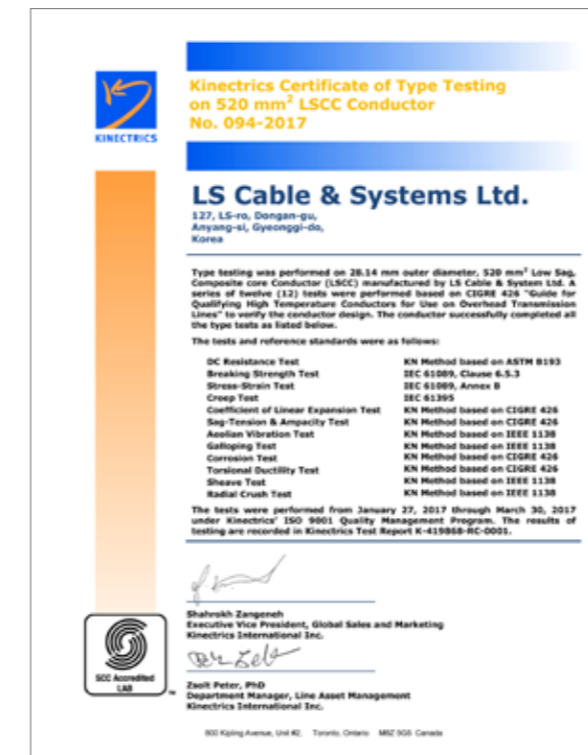 KINECTRICS
Kinectrics Certificate of Type Testing
on 520 mm² LSCC Conductor
No. 094-2017
LS Cable & Systems Ltd.
127, LS-ro, Dongan-gu,
Anyang-si, Gyeonggi-do,
Korea
Type testing was performed on 28.14 mm outer diameter, 520 mm² Low Sag,
Composite core Conductor (LSCC) manufactured by LS Cable & System Ltd. A
series of twelve (12) tests were performed based on CIGRE 426 "Guide for
Qualifying High Temperature Conductors for Use on Overhead Transmission
Lines" to verify the conductor design. The conductor successfully completed all
the type tests as listed below.
The tests and reference standards were as follows:
DC Resistance Test KN Method based on ASTM B193
Breaking Strength Test IEC 61089, Clause 6.5.3
Stress-Strain Test IEC 61089, Annex B
Creep Test IEC 61395
Coefficient of Linear Expansion Test KN Method based on CIGRE 426
Sag-Tension & Ampacity Test KN Method based on CIGRE 426
Aeolian Vibration Test KN Method based on IEEE 1138
Galloping Test KN Method based on IEEE 1138
Corrosion Test KN Method based on CIGRE 426
Torsional Ductility Test KN Method based on CIGRE 426
Sheave Test KN Method based on IEEE 1138
Radial Crush Test KN Method based on IEEE 1138
The tests were performed from January 27, 2017 through March 30, 2017
under Kinectrics' ISO 9001 Quality Management Program. The results of
testing are recorded in Kinectrics Test Report K-419868-RC-0001.
Shahrokh Zangeneh
Executive Vice President, Global Sales and Marketing
Kinectrics International Inc.
SCC Accredited
LAB
TM
Zsolt Peter, PhD
Department Manager, Line Asset Management
Kinectrics International Inc.
800 Kipling Avenue, Unit #2, Toronto, Ontario M8Z 5G5 Canada